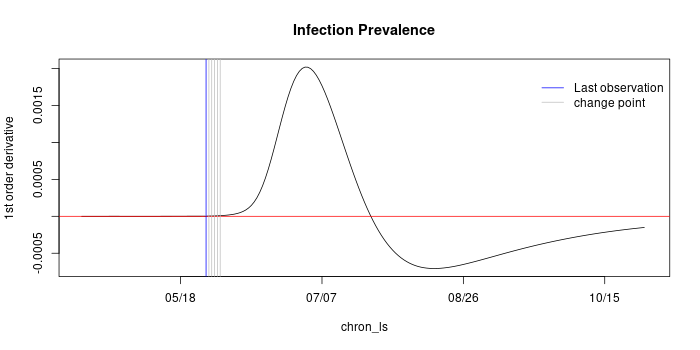 Infection Prevalence
1st order derivative
0.0015
0.0005
-0.0005
Last observation
change point
05/18
07/07
08/26
10/15
chron_ls